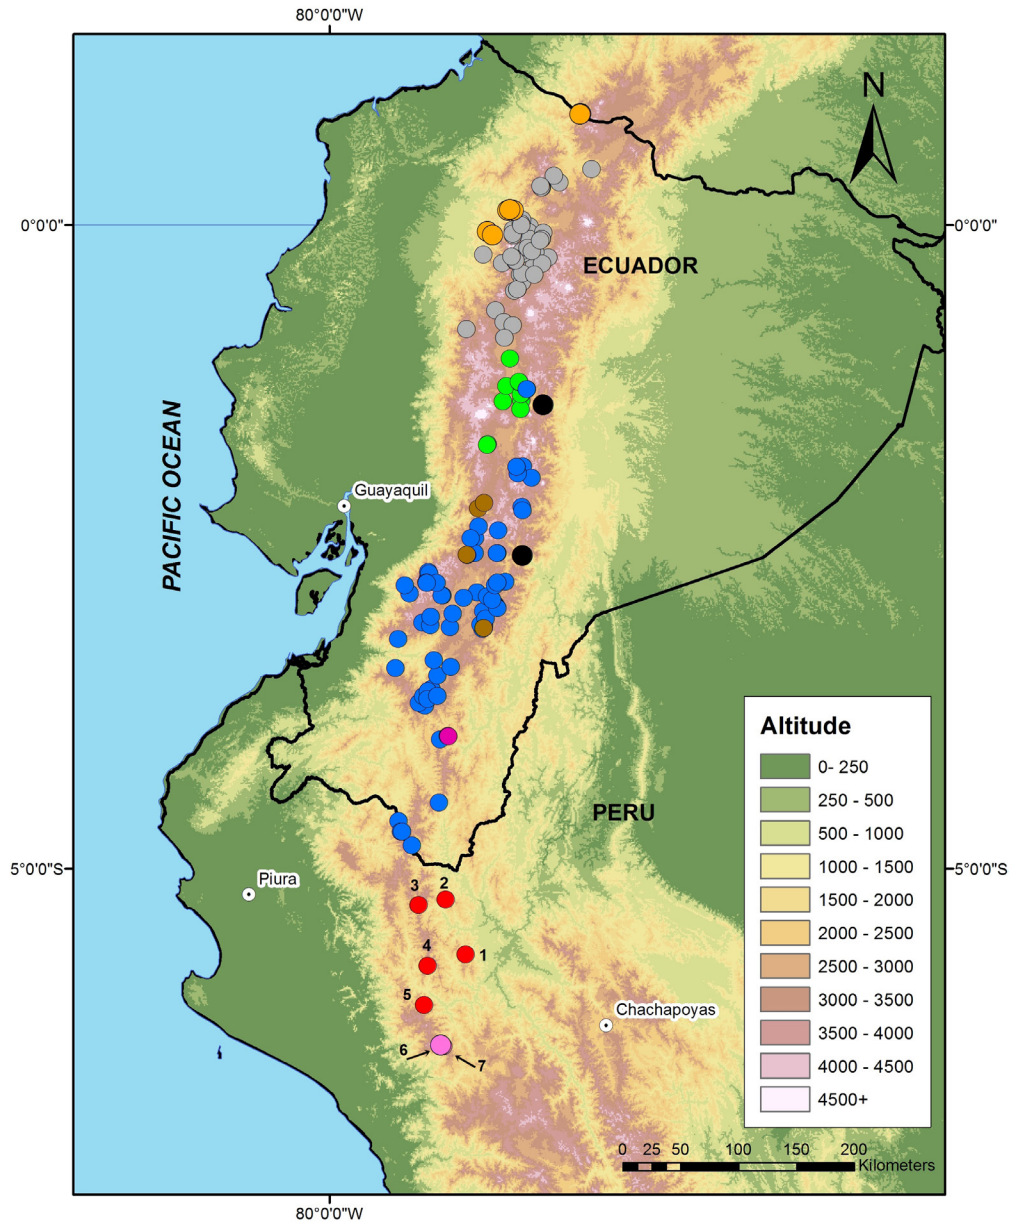 80°0'0"W
N
0°0'0"
0°0'0"
ECUADOR
PACIFIC OCEAN
Guayaquil
Altitude
0- 250
250 - 500
500 - 1000
1000 - 1500
1500 - 2000
2000 - 2500
2500 - 3000
3000 - 3500
3500 - 4000
4000 - 4500
4500+
PERU
5°0'0"S
5°0'0"S
Piura
3
2
4
1
5
Chachapoyas
6
7
0 25 50 100 150 200
Kilometers
80°0'0"W